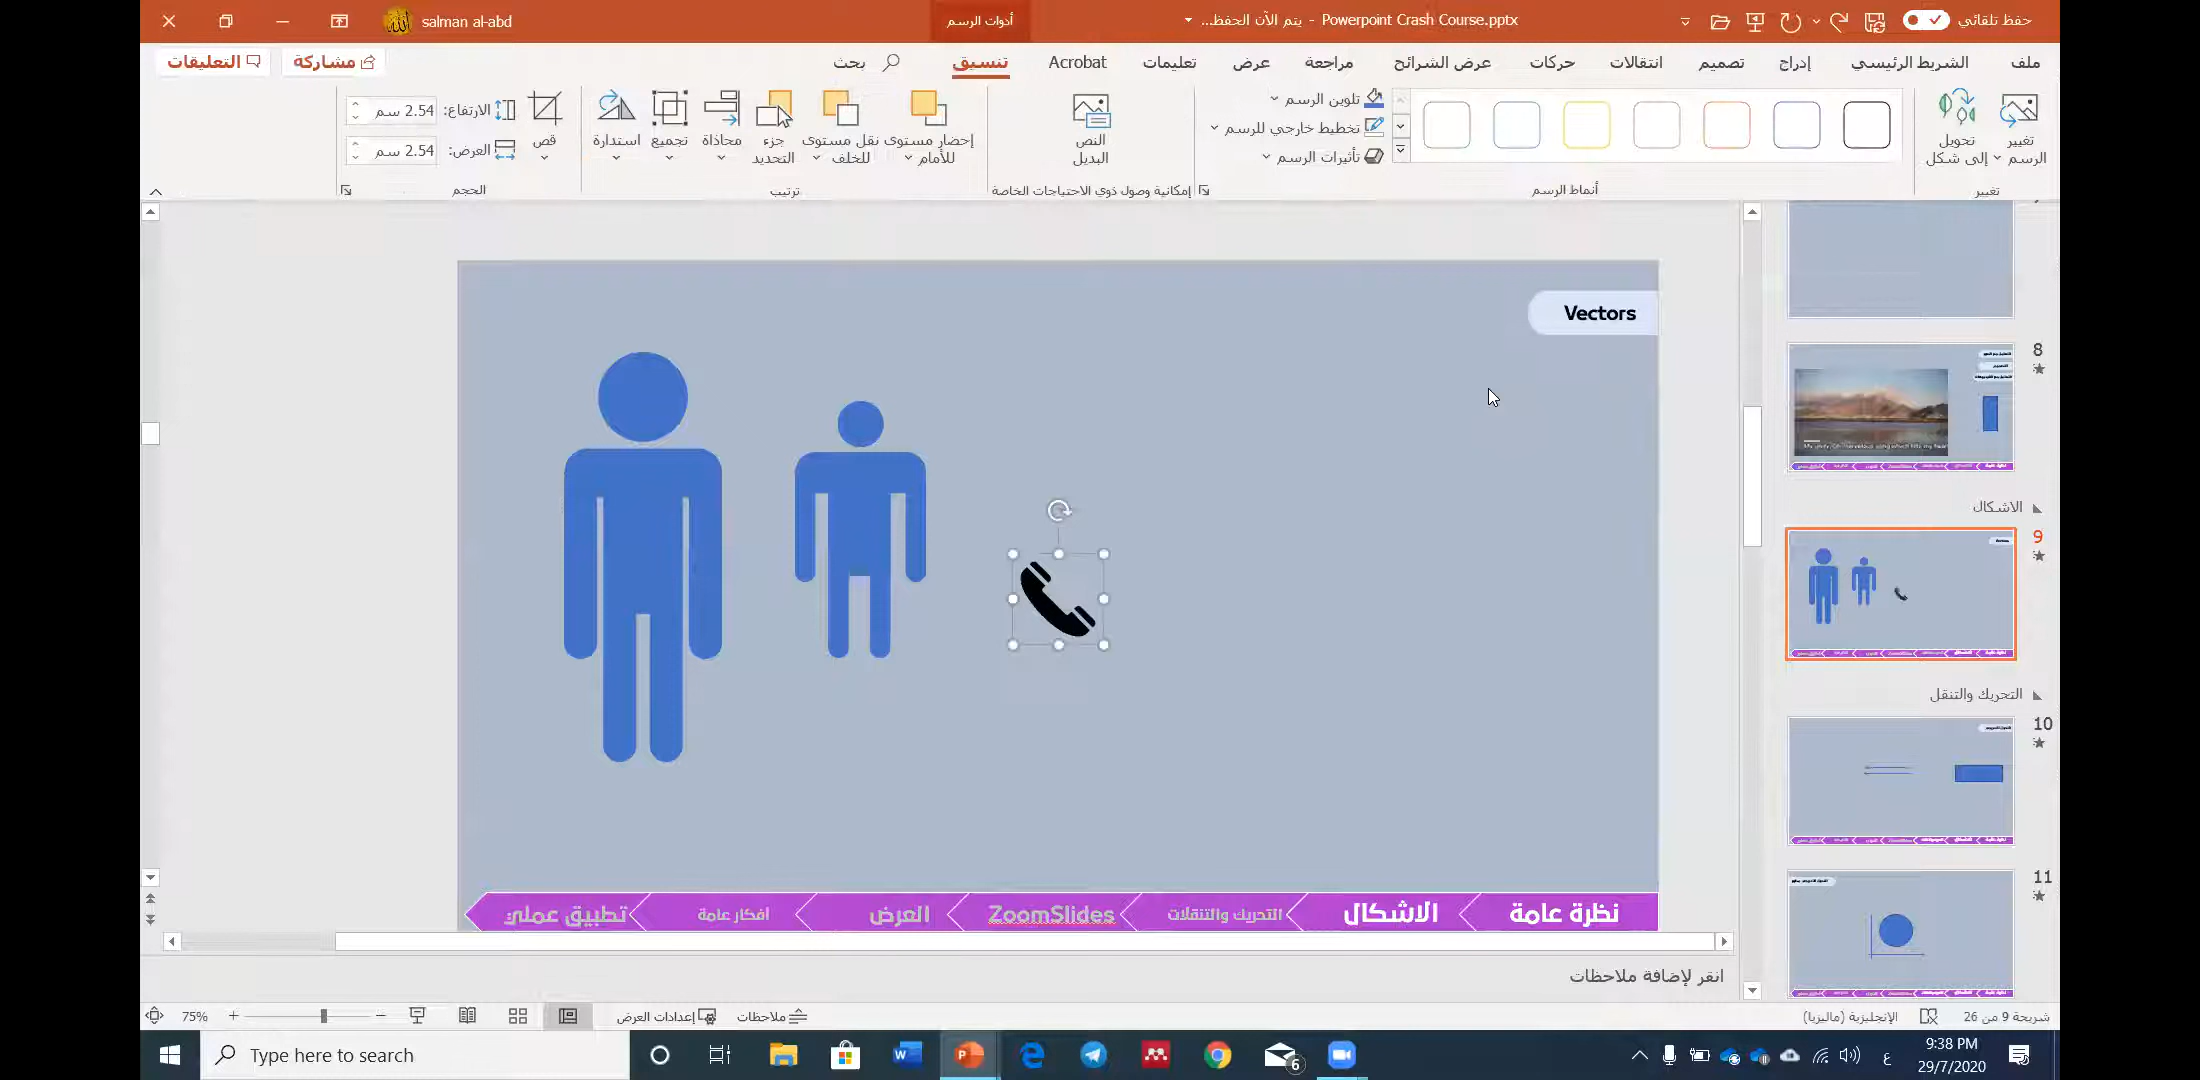 حفظ تلقائي
Powerpoint Crash Course.pptx - يتم الآن الحفظ...
أدوات الرسم
salman al-abd
ملف
الشريط الرئيسي
إدراج
تصميم
انتقالات
حركات
عرض الشرائح
مراجعة
عرض
تعليمات
Acrobat
تنسيق
بحث
مشاركة
التعليقات
تغيير
الرسم
تحويل
إلى شكل
تغيير
تلوين الرسم
تخطيط خارجي للرسم
تأثيرات الرسم
أنماط الرسم
النص
البديل
إمكانية وصول ذوي الاحتياجات الخاصة
إحضار مستوى
للأمام
نقل مستوى
للخلف
جزء
التحديد
محاذاة
تجميع
استدارة
ترتيب
قص
الارتفاع: 2.54 سم
العرض: 2.54 سم
الحجم
Vectors
نظرة عامة
الاشكال
التحريك والتنقلات
ZoomSlides
العرض
افكار عامة
تطبيق عملي
8
الاشكال
9
التحريك والتنقل
10
11
انقر لإضافة ملاحظات
شريحة 9 من 26
الإنجليزية (ماليزيا)
ملاحظات
إعدادات العرض
75%
Type here to search
6
ع
9:38 PM
29/7/2020